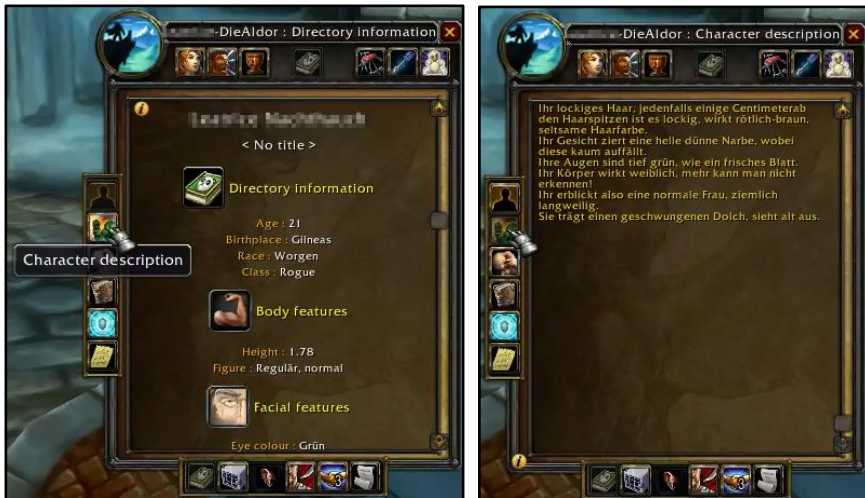 -DieAldor : Directory information
< No title >
Directory information
Age : 21
Birthplace : Gilneas
Race : Worgen
Class : Rogue
Character description
Body features
Height : 1.78
Figure : Regulär, normal
Facial features
Eye colour : Grün
3
-DieAldor : Character description
Ihr lockiges Haar, jedenfalls einige Centimeterab
den Haarspitzen ist es lockig, wirkt rötlich-braun,
seltsame Haarfarbe.
Ihr Gesicht ziert eine helle dünne Narbe, wobei
diese kaum auffällt.
Ihre Augen sind tief grün, wie ein frisches Blatt.
Ihr Körper wirkt weiblich, mehr kann man nicht
erkennen!
Ihr erblickt also eine normale Frau, ziemlich
langweilig.
Sie trägt einen geschwungenen Dolch, sieht alt aus.
3